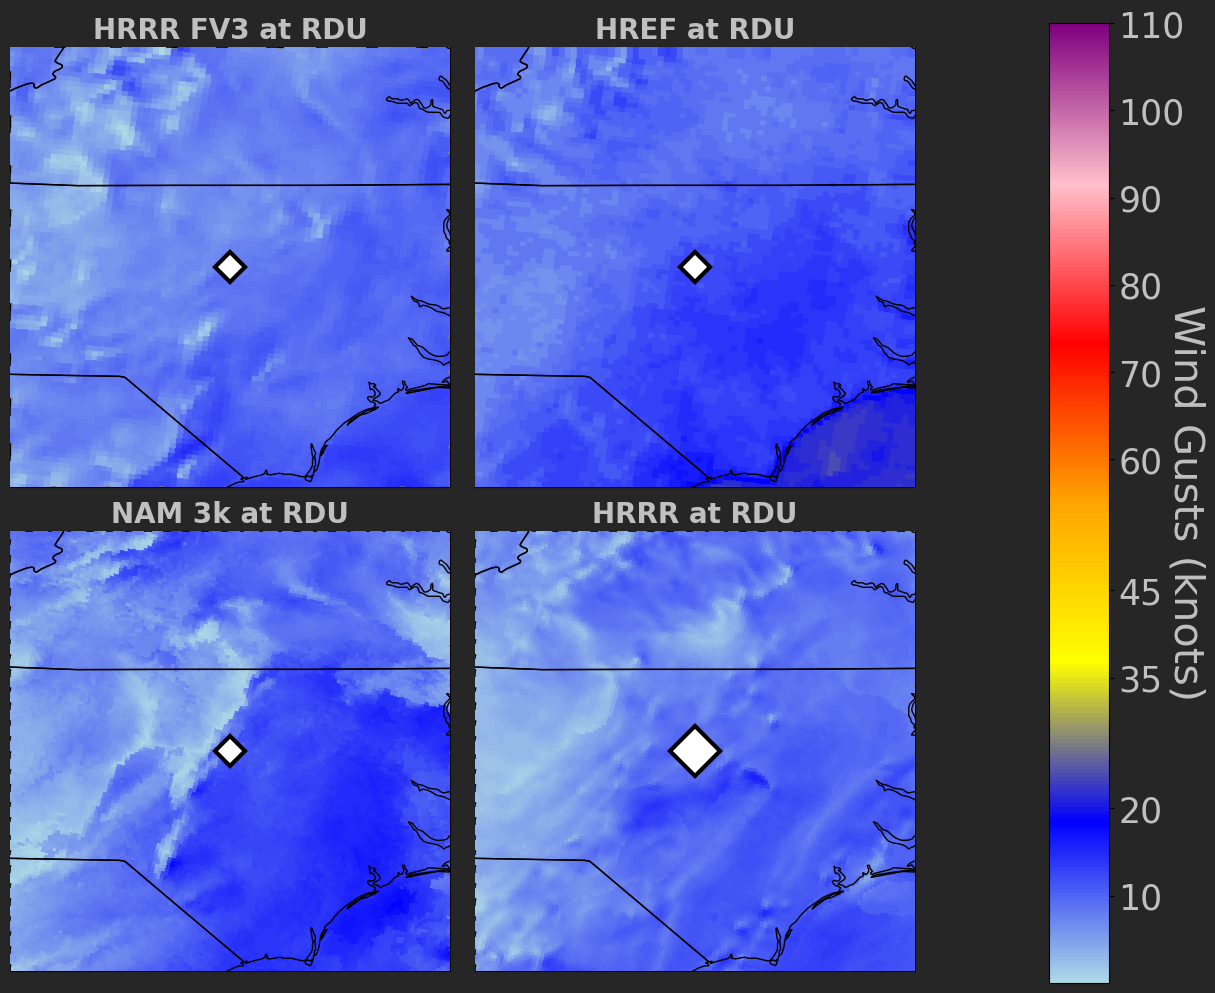 HRRR FV3 at RDU
HREF at RDU
NAM 3k at RDU
HRRR at RDU
110
100
90
80
70
60
45
35
20
10
Wind Gusts (knots)